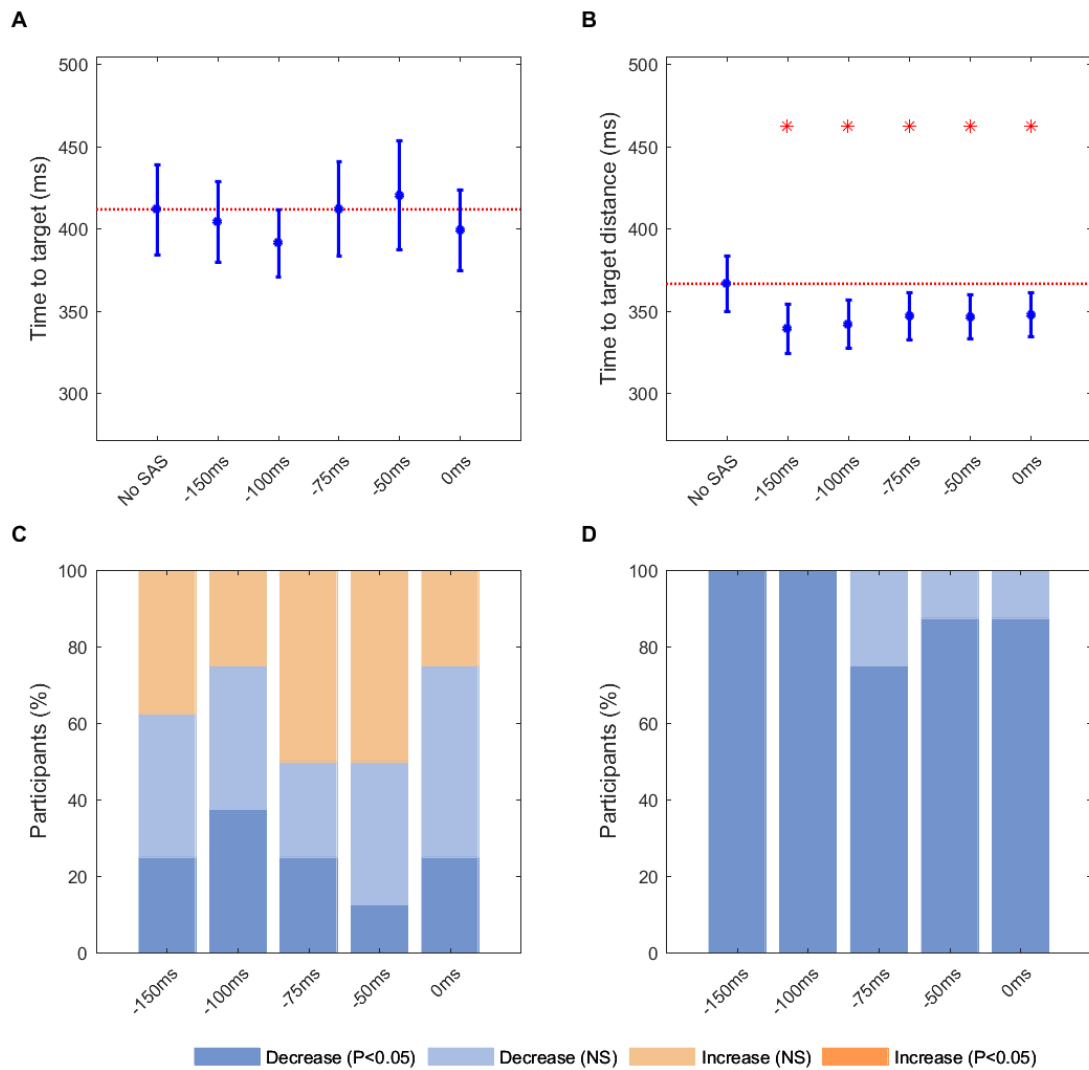 A
Time to target (ms)
500
450
400
350
300
No SAS
-150ms
-100ms
-75ms
-50ms
0ms
B
Time to target distance (ms)
500
450
400
350
300
No SAS
-150ms
-100ms
-75ms
-50ms
0ms
C
Participants (%)
100
80
60
40
20
0
-150ms
-100ms
-75ms
-50ms
0ms
D
Participants (%)
100
80
60
40
20
0
-150ms
-100ms
-75ms
-50ms
0ms
Decrease (P<0.05)
Decrease (NS)
Increase (NS)
Increase (P<0.05)